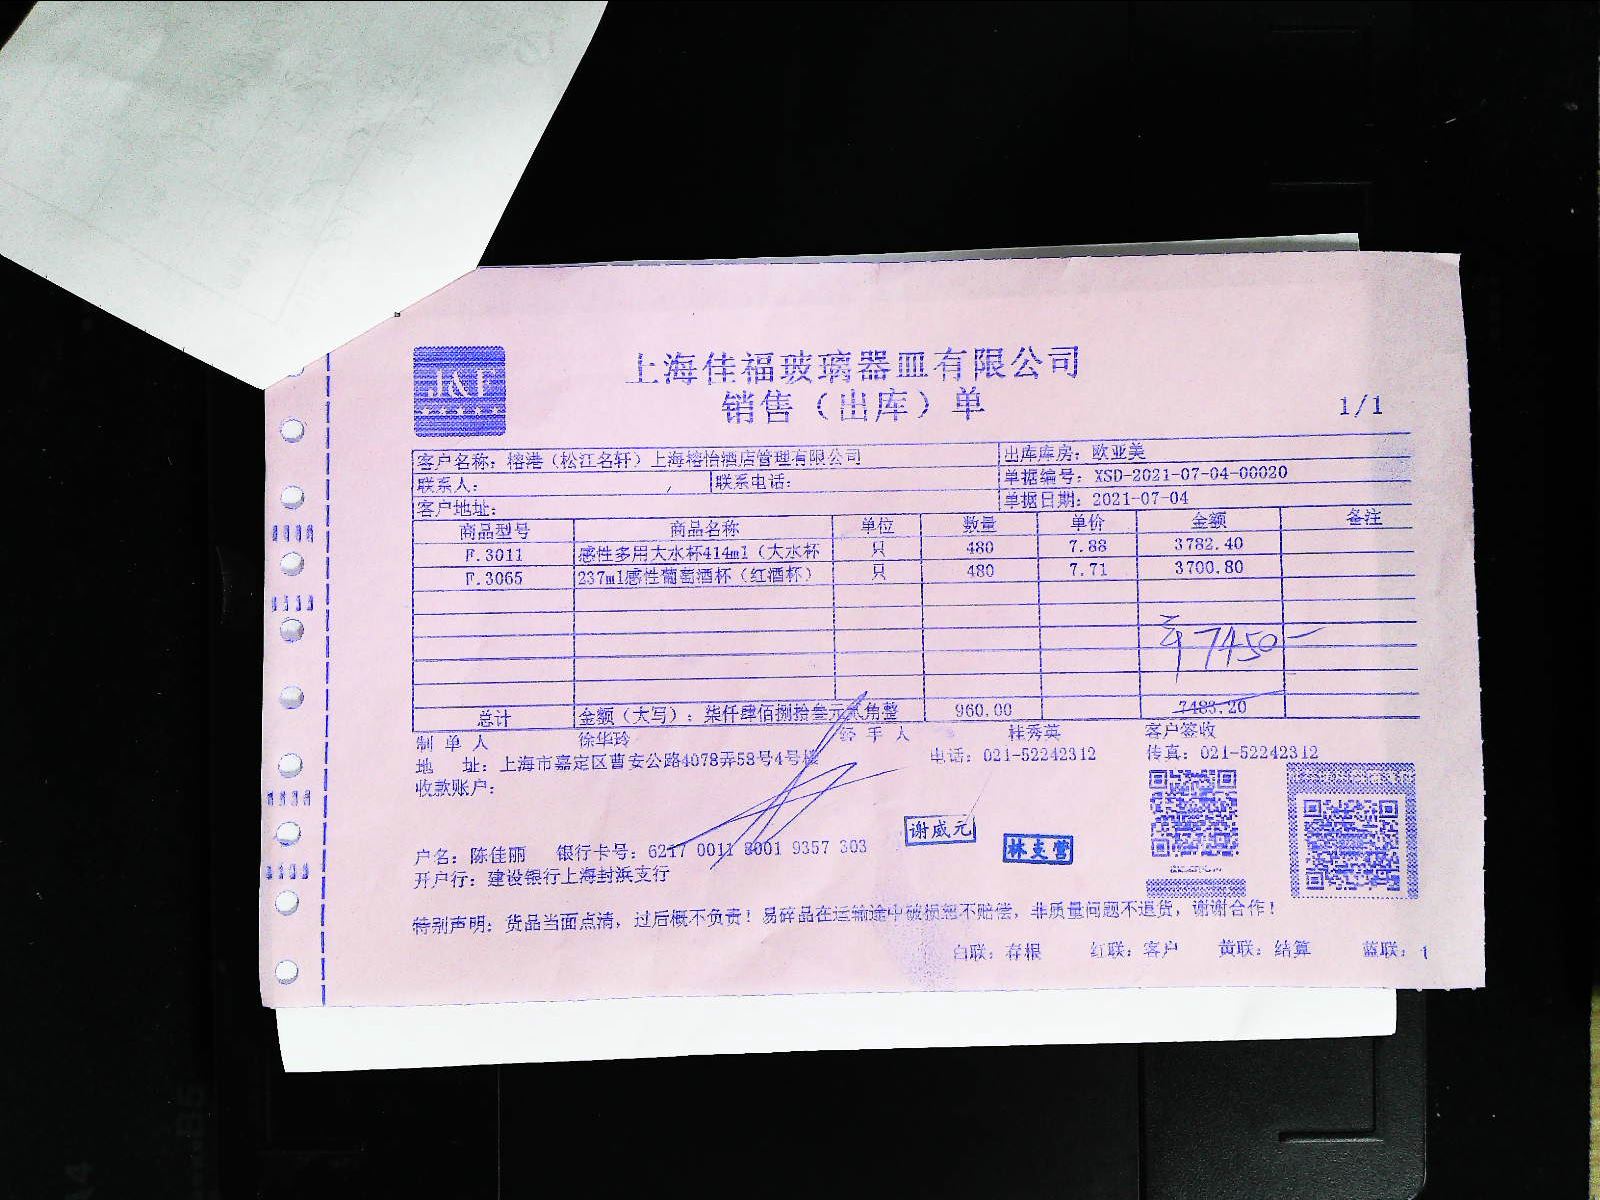 J&F
上海佳福玻璃器皿有限公司
销售（出库）单
1/1
客户名称：榕港（松江名轩）上海榕怡酒店管理有限公司 出库库房：欧亚美
联系人： 联系电话： 单据编号：XSD-2021-07-04-00020
客户地址： 单据日期：2021-07-04
商品型号 商品名称 单位 数量 单价 金额 备注
F.3011 感性多用大水杯414ml（大水杯 只 480 7.88 3782.40
F.3065 237ml感性葡萄酒杯（红酒杯） 只 480 7.71 3700.80
¥7450-
总计 金额（大写）：柒仟肆佰捌拾叁元贰角整 960.00 7483.20
制单人 徐华玲 经手人 桂秀英 客户签收
地 址：上海市嘉定区曹安公路4078弄58号4号楼 电话：021-52242312 传真：021-52242312
收款账户：
谢威元
林支营
户名：陈佳丽 银行卡号：6217 0011 8001 9357 303
开户行：建设银行上海封浜支行
特别声明：货品当面点清，过后概不负责！易碎品在运输途中破损恕不赔偿，非质量问题不退货，谢谢合作！
白联：存根 红联：客户 黄联：结算 蓝联：